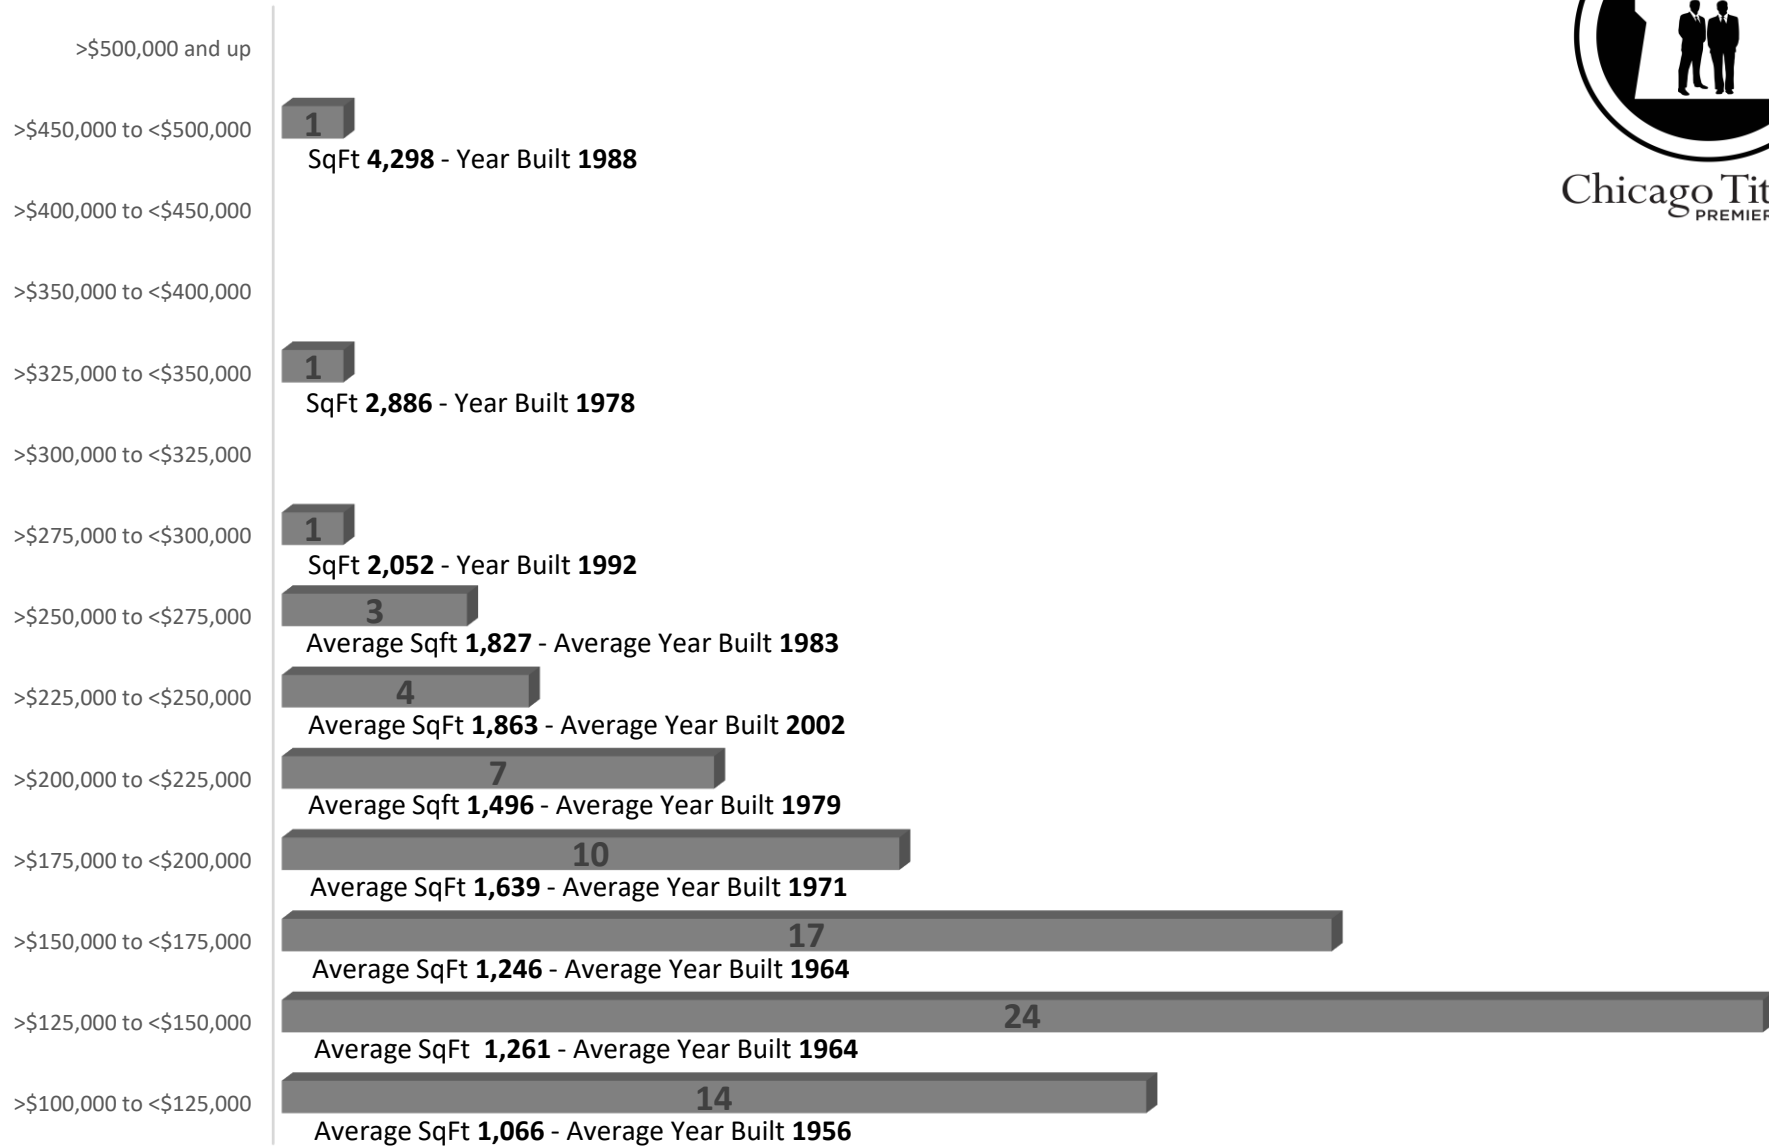 >$500,000 and up
>$450,000 to <$500,000
1
SqFt 4,298 - Year Built 1988
Chicago
PREMIER
>$400,000 to <$450,000
>$350,000 to <$400,000
>$325,000 to <$350,000
1
SqFt 2,886 - Year Built 1978
>$300,000 to <$325,000
>$275,000 to <$300,000
1
SqFt 2,052 - Year Built 1992
>$250,000 to <$275,000
3
Average Sqft 1,827 - Average Year Built 1983
>$225,000 to <$250,000
4
Average SqFt 1,863 - Average Year Built 2002
>$200,000 to <$225,000
7
Average Sqft 1,496 - Average Year Built 1979
>$175,000 to <$200,000
10
Average SqFt 1,639 - Average Year Built 1971
>$150,000 to <$175,000
17
Average SqFt 1,246 - Average Year Built 1964
>$125,000 to <$150,000
24
Average SqFt  1,261 - Average Year Built 1964
>$100,000 to <$125,000
14
Average SqFt 1,066 - Average Year Built 1956